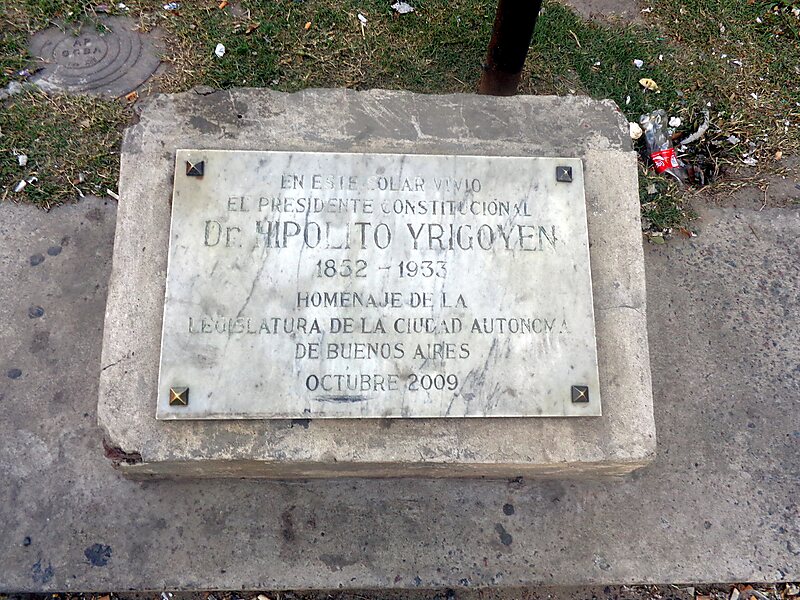 EN ESTE SOLAR VIVIO
EL PRESIDENTE CONSTITUCIONAL
Dr. HIPOLITO YRIGOYEN
1852 - 1933
HOMENAJE DE LA
LEGISLATURA DE LA CIUDAD AUTONOMA
DE BUENOS AIRES
OCTUBRE 2009